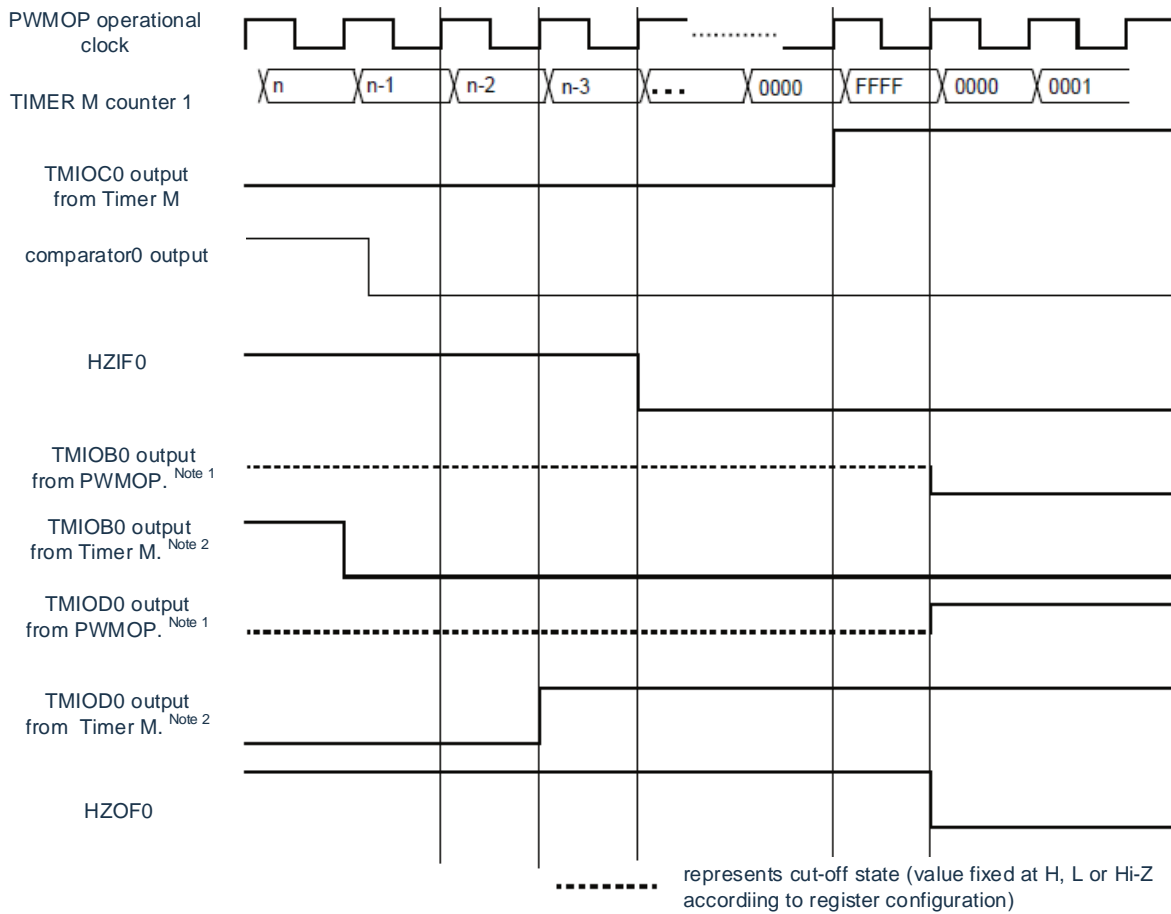 PWMOP operational
clock
TIMER M counter 1
n
n-1
n-2
n-3
...
0000
FFFF
0000
0001
TMIOC0 output
from Timer M
comparator0 output
HZIF0
TMIOB0 output
from PWMOP. Note 1
TMIOB0 output
from Timer M. Note 2
TMIOD0 output
from PWMOP. Note 1
TMIOD0 output
from Timer M. Note 2
HZOF0
represents cut-off state (value fixed at H, L or Hi-Z
accordiing to register configuration)